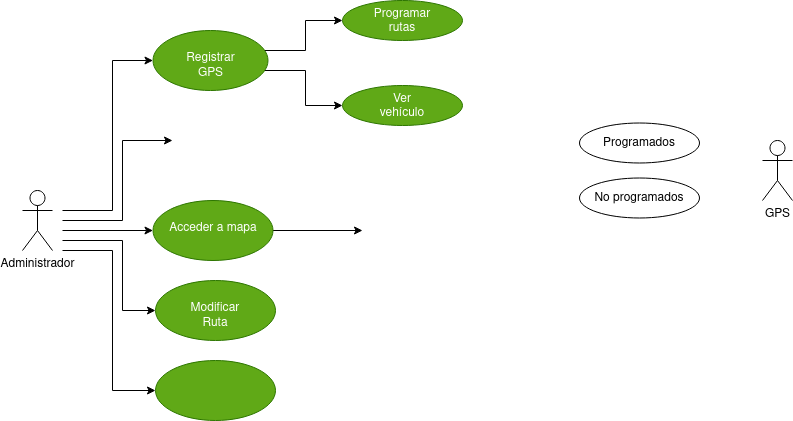 Programar
rutas
Registrar
GPS
Ver
vehículo
Programados
No programados
GPS
Acceder a mapa
Administrador
Modificar
Ruta